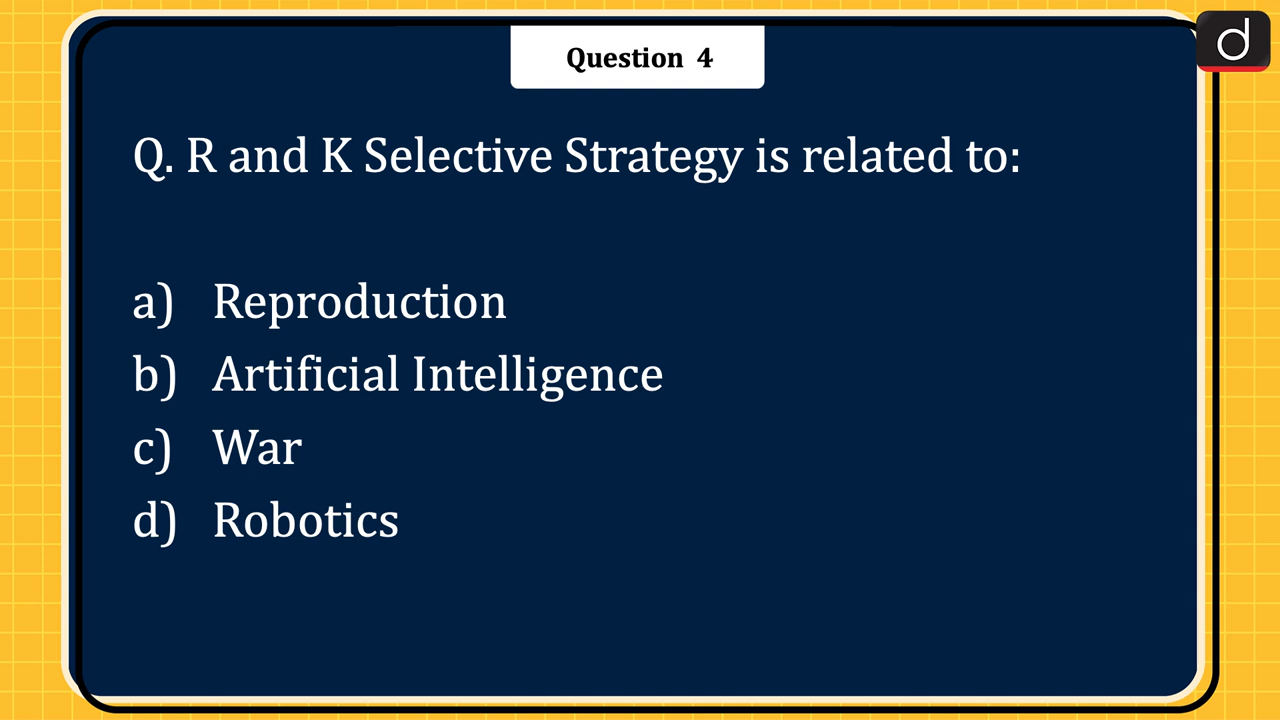 Question 4
d
Q. R and K Selective Strategy is related to:
a) Reproduction
b) Artificial Intelligence
c) War
d) Robotics